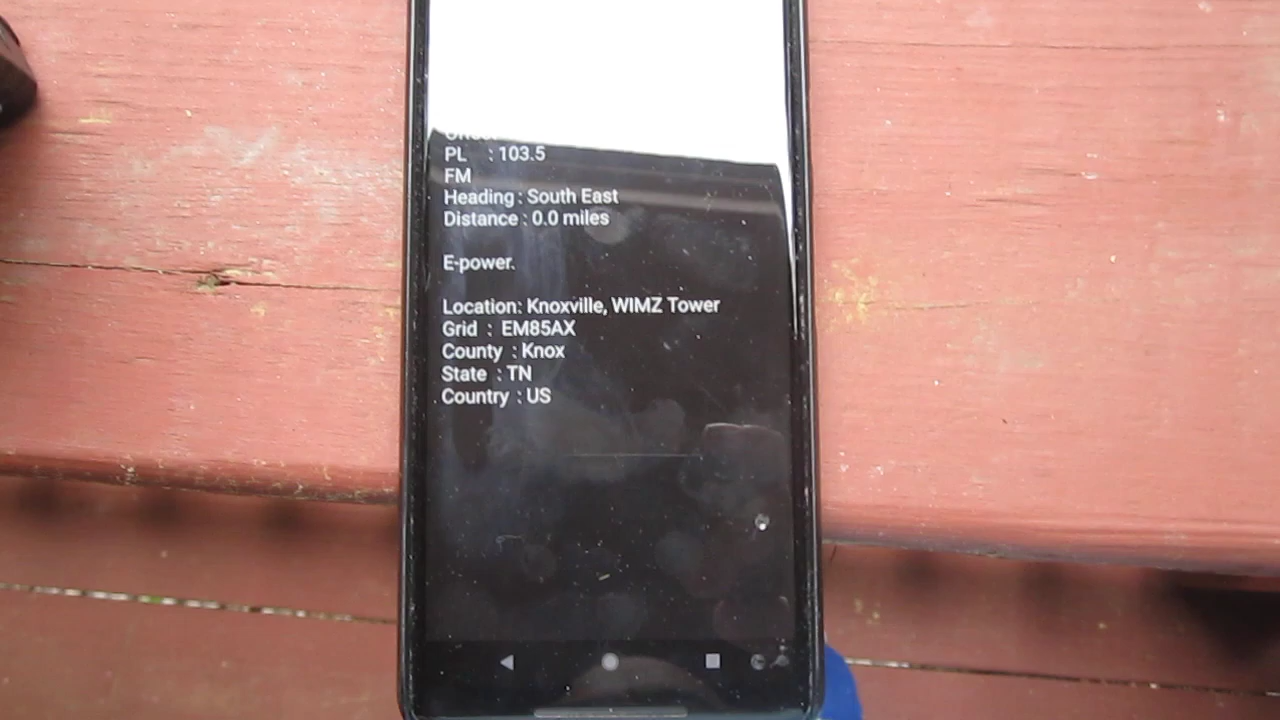 PL : 103.5
FM
Heading : South East
Distance : 0.0 miles
E-power.
Location: Knoxville, WIMZ Tower
Grid : EM85AX
County : Knox
State : TN
Country : US